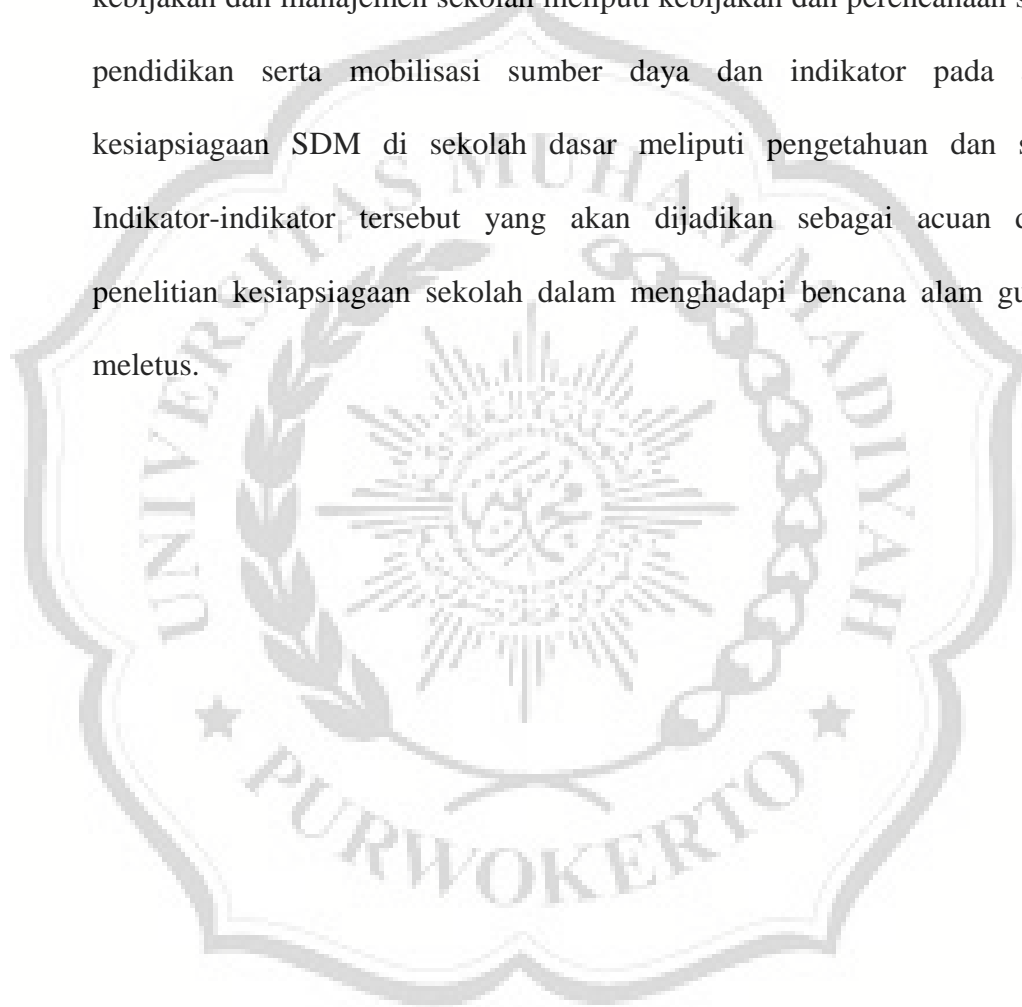 kebijakan dan manajemen sekolah meliputi kebijakan dan perencanaan
pendidikan serta mobilisasi sumber daya dan indikator pada
kesiapsiagaan SDM di sekolah dasar meliputi pengetahuan dan
Indikator-indikator tersebut yang akan dijadikan sebagai acuan
penelitian kesiapsiagaan sekolah dalam menghadapi bencana alam
meletus.
UNIVERSITAS MUHAMMADIYAH
PURWOKERTO